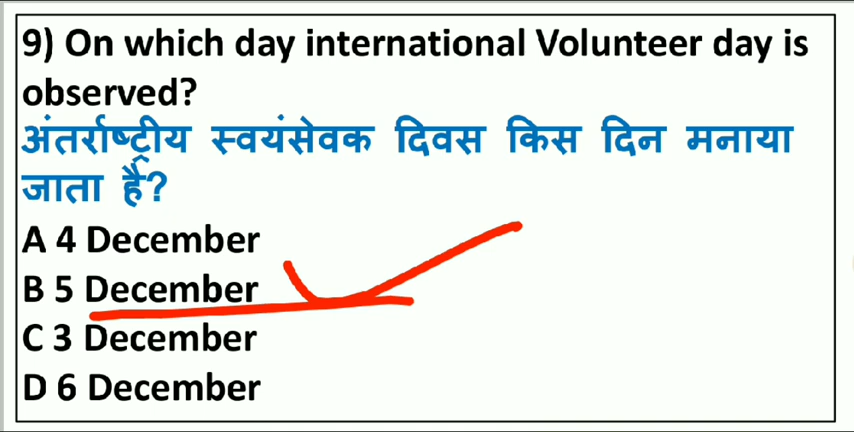 9) On which day international Volunteer day is
observed?
अंतर्राष्ट्रीय स्वयंसेवक दिवस किस दिन मनाया
जाता है?
A 4 December
B 5 December
C 3 December
D 6 December